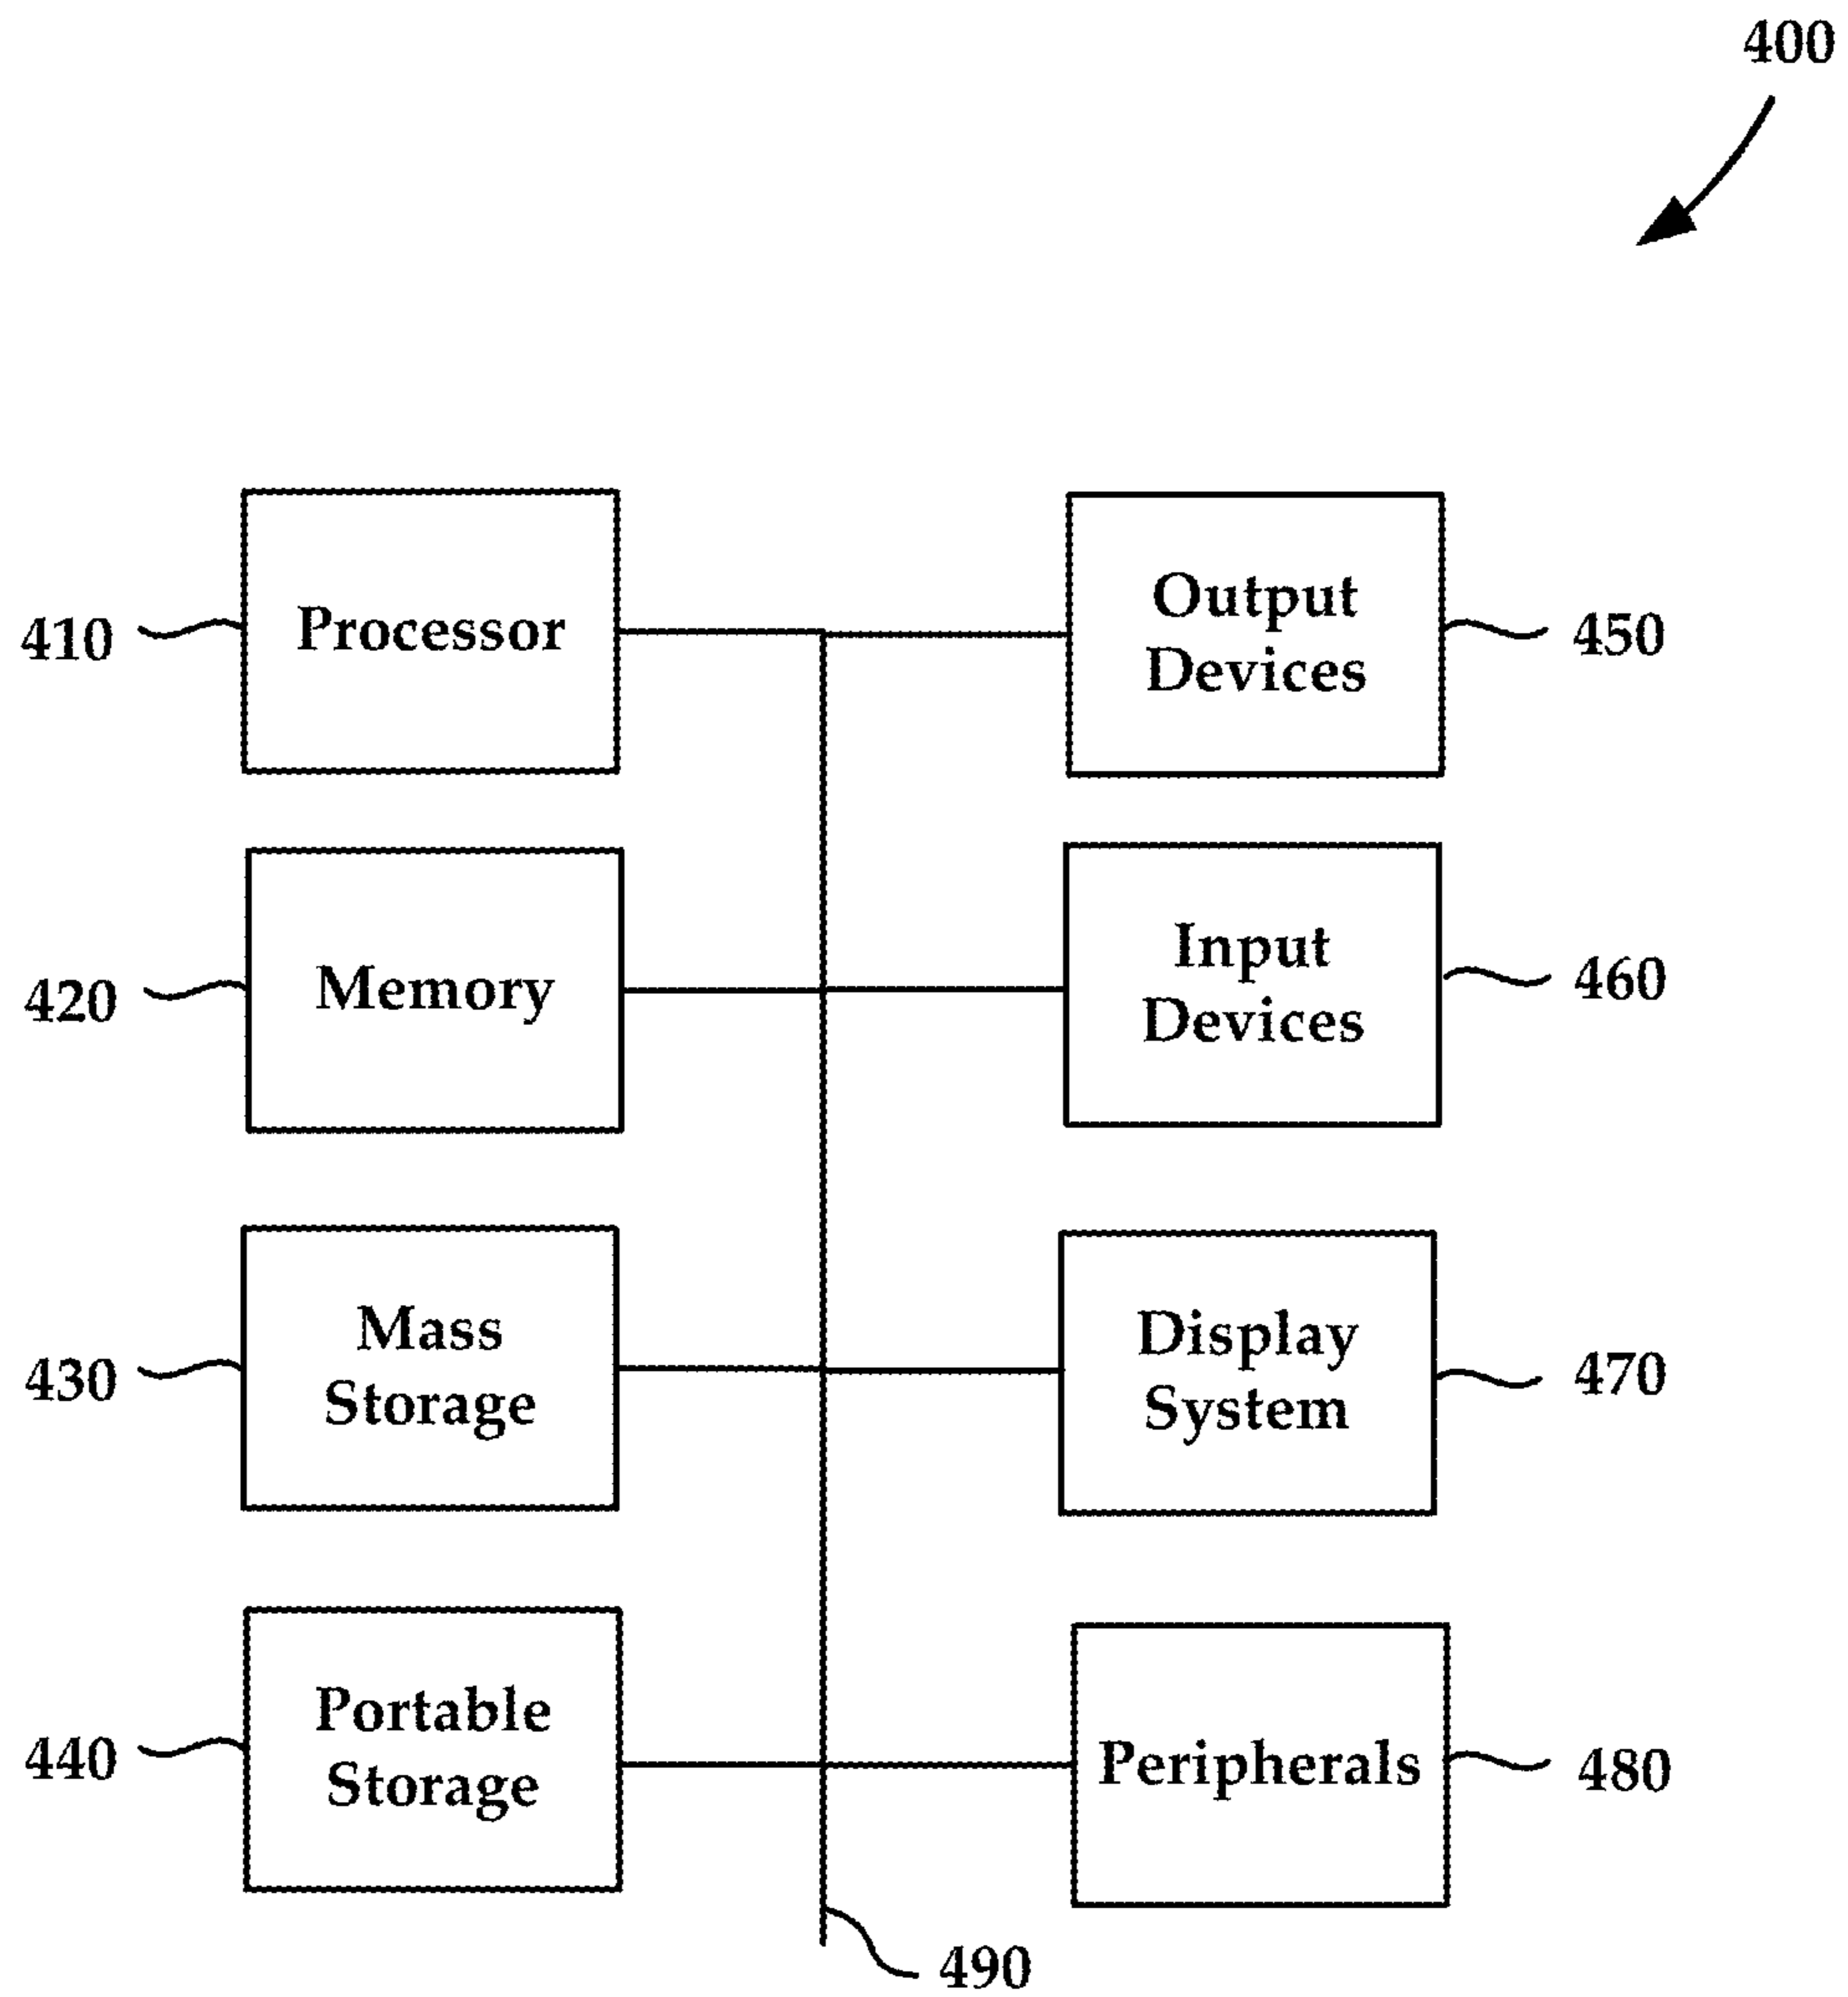 400
410
Processor
Output
Devices
450
420
Memory
Input
Devices
460
430
Mass
Storage
Display
System
470
440
Portable
Storage
Peripherals
480
490